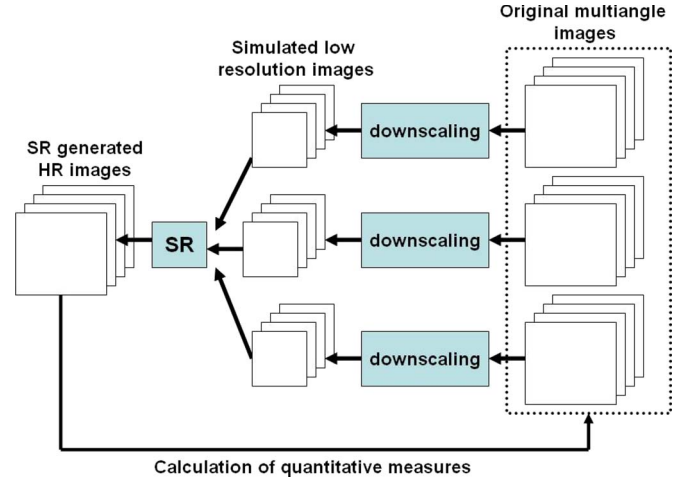 Original multiangle
images
Simulated low
resolution images
downscaling
SR generated
HR images
SR
downscaling
downscaling
Calculation of quantitative measures